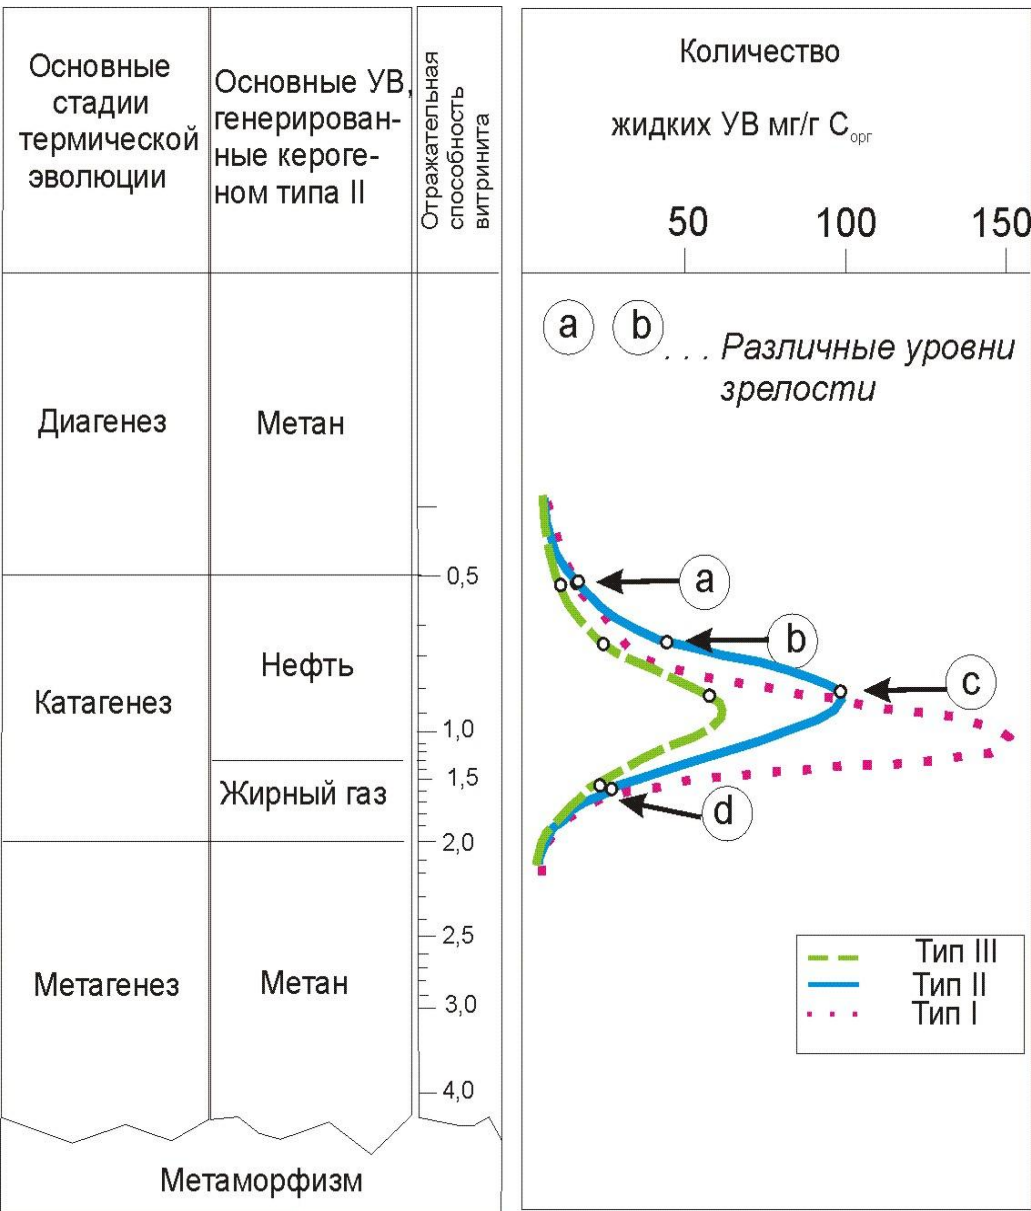 Основные
стадии
термической
эволюции
Основные УВ,
генерирован-
ные кероге-
ном типа II
Отражательная
способность
витринита
Количество
жидких УВ мг/г Сорг
50 100 150
a b . . . Различные уровни
зрелости
Диагенез
Метан
0,5
a
b
c
d
Катагенез
Нефть
1,0
Жирный газ
1,5
2,0
2,5
Метагенез
Метан
3,0
4,0
Тип III
Тип II
Тип I
Метаморфизм